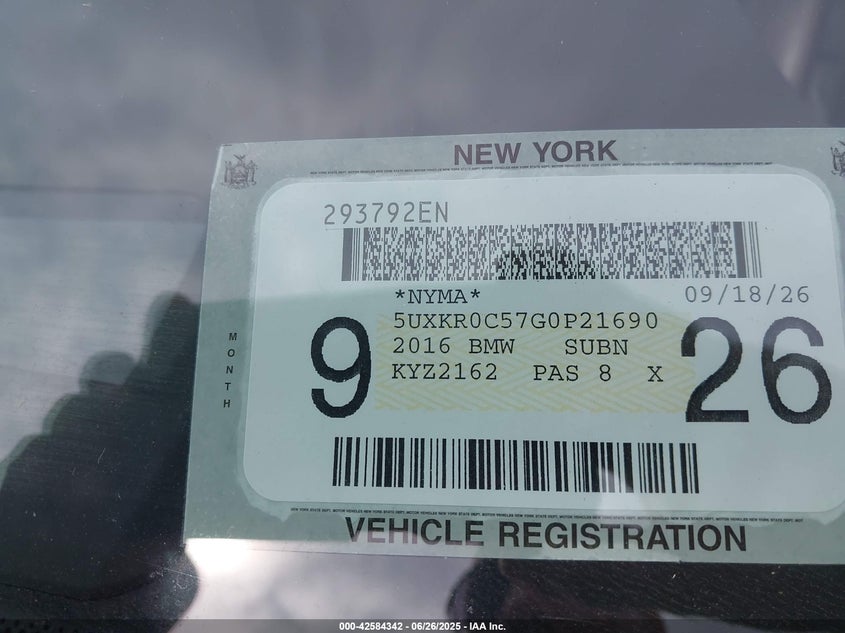 NEW YORK
293792EN
*NYMA* 09/18/26
5UXKR0C57G0P21690
2016 BMW SUBN
KYZ2162 PAS 8 X
MONTH
9 26
VEHICLE REGISTRATION
000-42584342 | 06/26/2025 - IAA Inc.